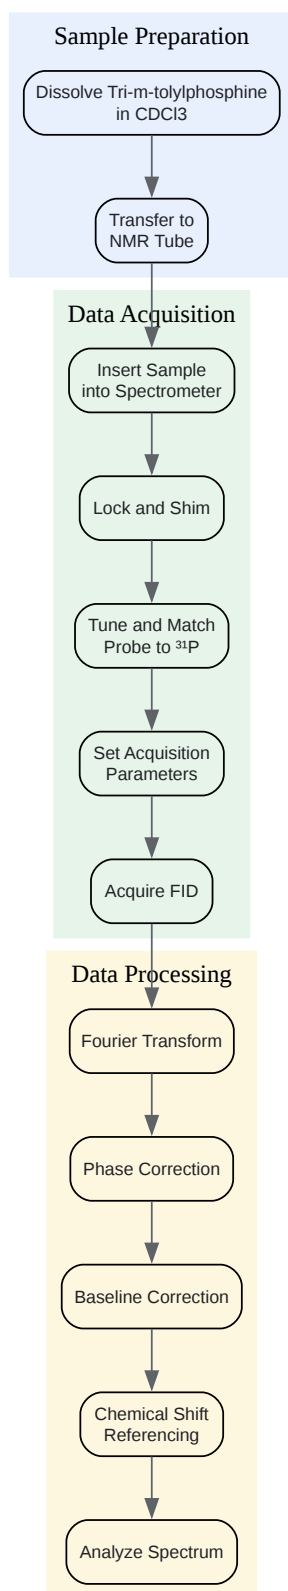 Sample Preparation
Dissolve Tri-m-tolylphosphine
in CDCl3
Transfer to
NMR Tube
Data Acquisition
Insert Sample
into Spectrometer
Lock and Shim
Tune and Match
Probe to ³¹P
Set Acquisition
Parameters
Acquire FID
Data Processing
Fourier Transform
Phase Correction
Baseline Correction
Chemical Shift
Referencing
Analyze Spectrum